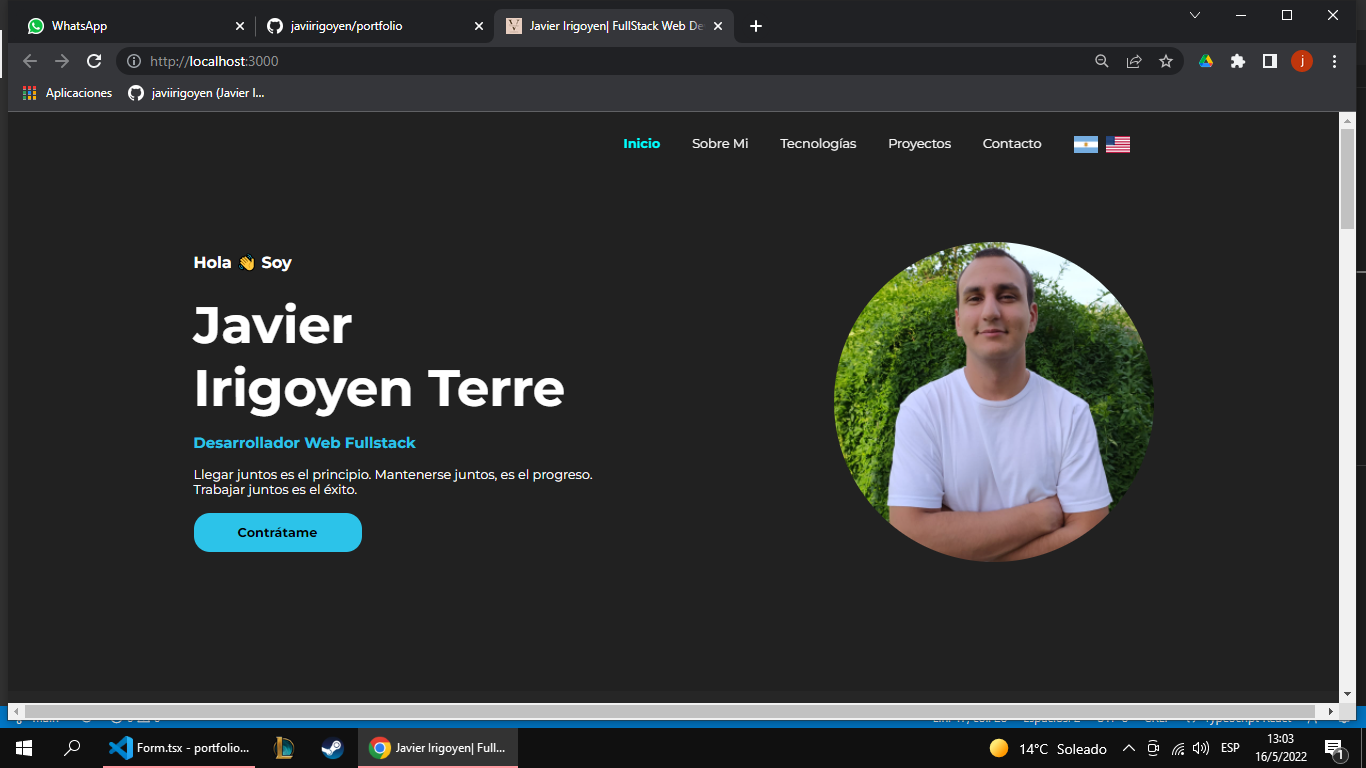 WhatsApp
javiirigoyen/portfolio
Javier Irigoyen| FullStack Web De
http://localhost:3000
j
Aplicaciones
javiirigoyen (Javier I...
Inicio
Sobre Mi
Tecnologías
Proyectos
Contacto
Hola 👋 Soy
Javier
Irigoyen Terre
Desarrollador Web Fullstack
Llegar juntos es el principio. Mantenerse juntos, es el progreso.
Trabajar juntos es el éxito.
Contrátame
Form.tsx - portfolio...
Javier Irigoyen| Full...
14°C Soleado
ESP
13:03
16/5/2022
1